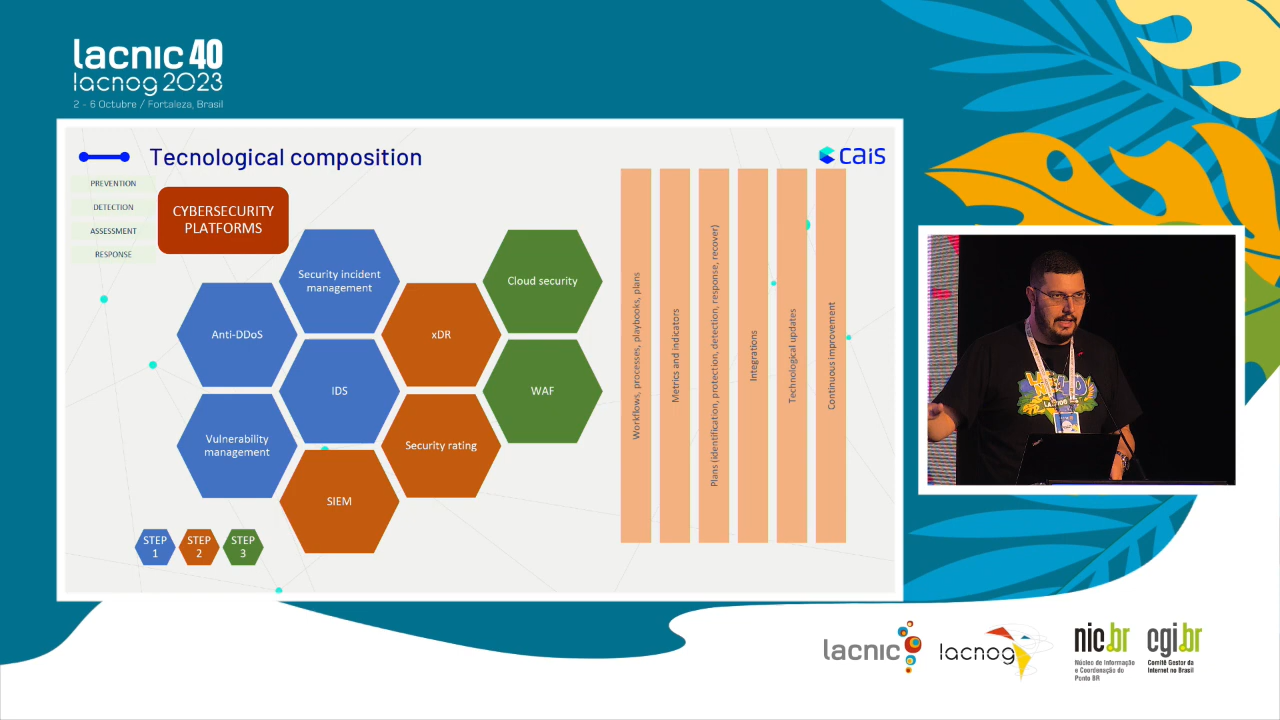 lacnic 40
lacnog 2023
2 - 6 Octubre / Fortaleza, Brasil
Tecnological composition
cais
PREVENTION
DETECTION
ASSESSMENT
RESPONSE
CYBERSECURITY
PLATFORMS
Security incident
management
Cloud security
Anti-DDoS
xDR
IDS
WAF
Vulnerability
management
Security rating
SIEM
STEP
1
STEP
2
STEP
3
Workflows, processes, playbooks, plans
Metrics and indicators
Plans (identification, protection, detection, response, recover)
Integrations
Technological updates
Continuous improvement
lacnic
lacnog
nic.br
Núcleo de Informação
e Coordenação do
Ponto BR
cgi.br
Comitê Gestor da
Internet no Brasil